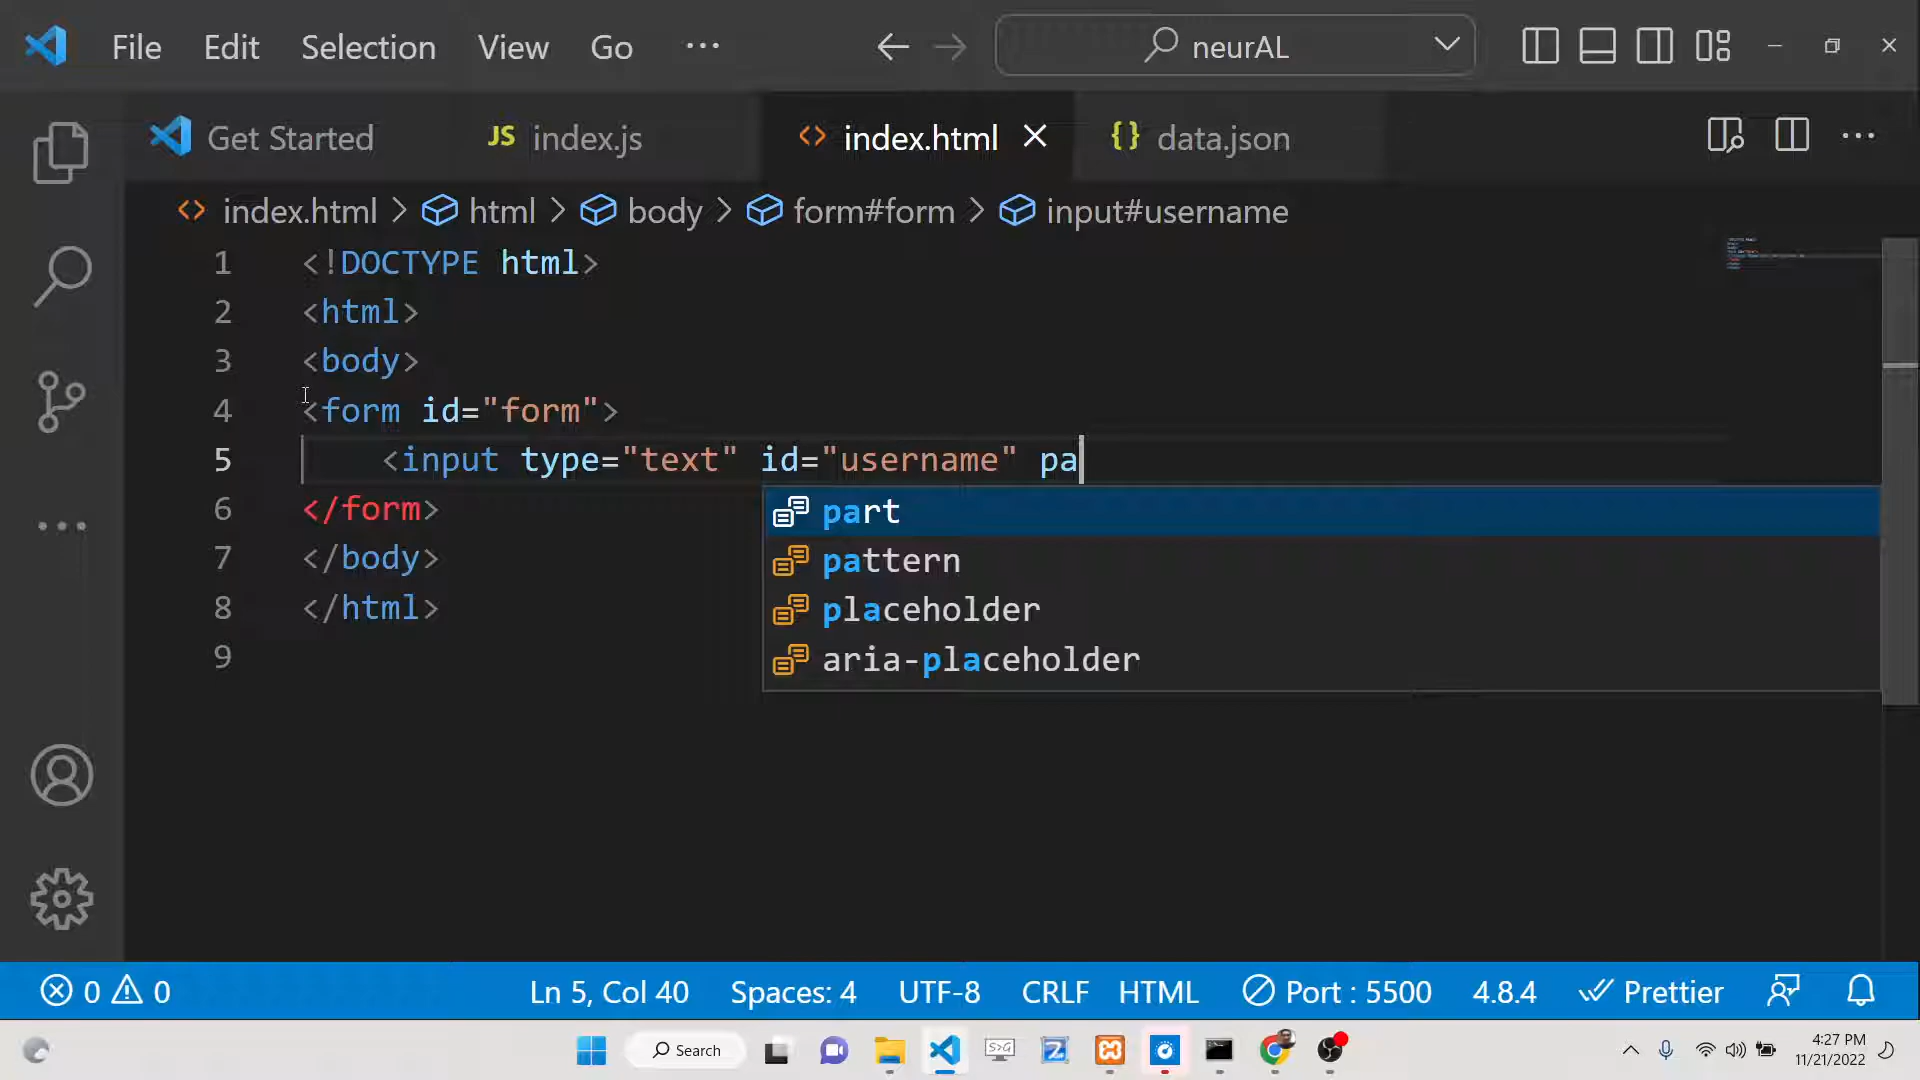 File Edit Selection View Go ··· neurAL
Get Started JS index.js <> index.html {} data.json ···
<> index.html > html > body > form#form > input#username
1 <!DOCTYPE html>
2 <html>
3 <body>
4 <form id="form">
5 <input type="text" id="username" pa
part
6 </form>
pattern
7 </body>
placeholder
8 </html>
aria-placeholder
9
0 0 Ln 5, Col 40 Spaces: 4 UTF-8 CRLF HTML Port : 5500 4.8.4 Prettier
Search S>G Z 4:27 PM
11/21/2022